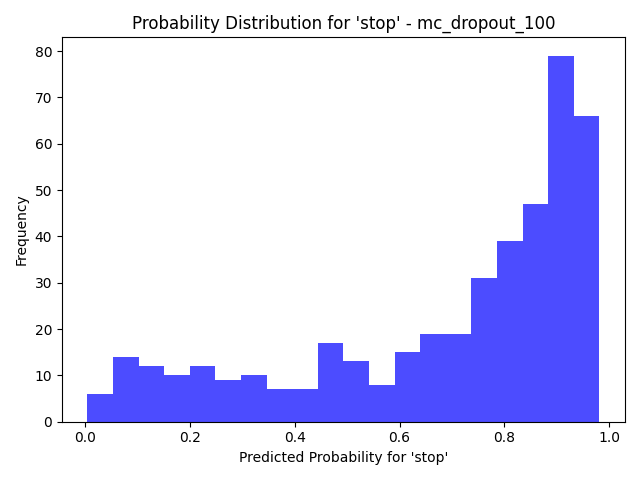 Probability Distribution for 'stop' - mc_dropout_100
80
70
60
50
40
30
20
10
0
Frequency
0.0 0.2 0.4 0.6 0.8 1.0
Predicted Probability for 'stop'